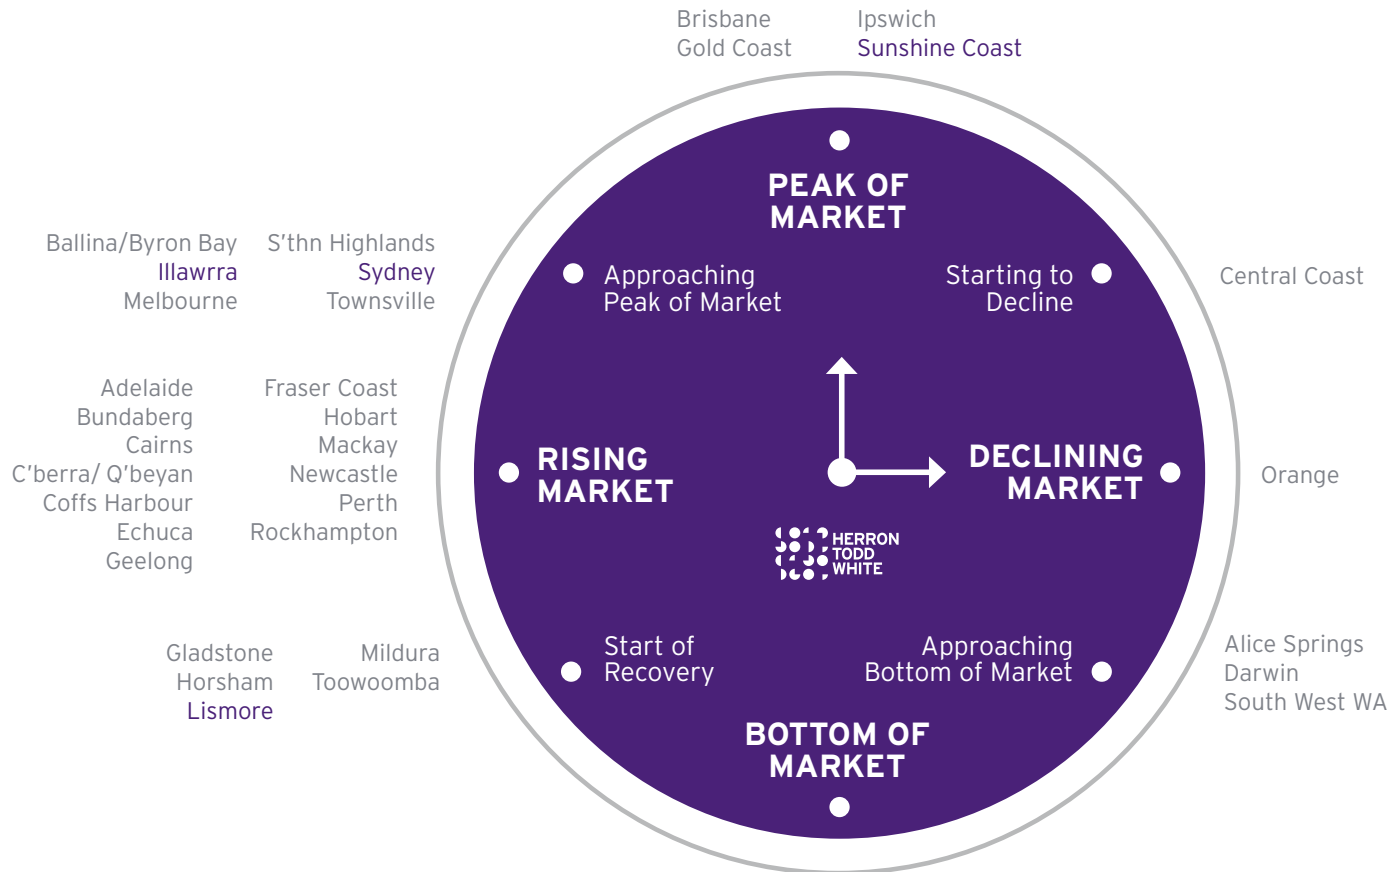 Brisbane
Gold Coast
Ipswich
Sunshine Coast
PEAK OF
MARKET
Ballina/Byron Bay
Illawrra
Melbourne
S'thn Highlands
Sydney
Townsville
Approaching
Peak of Market
Starting to
Decline
Central Coast
Adelaide
Bundaberg
Cairns
C'berra/ Q'beyan
Coffs Harbour
Echuca
Geelong
Fraser Coast
Hobart
Mackay
Newcastle
Perth
Rockhampton
RISING
MARKET
DECLINING
MARKET
Orange
HERRON
TODD
WHITE
Gladstone
Horsham
Lismore
Mildura
Toowoomba
Start of
Recovery
Approaching
Bottom of Market
Alice Springs
Darwin
South West WA
BOTTOM OF
MARKET